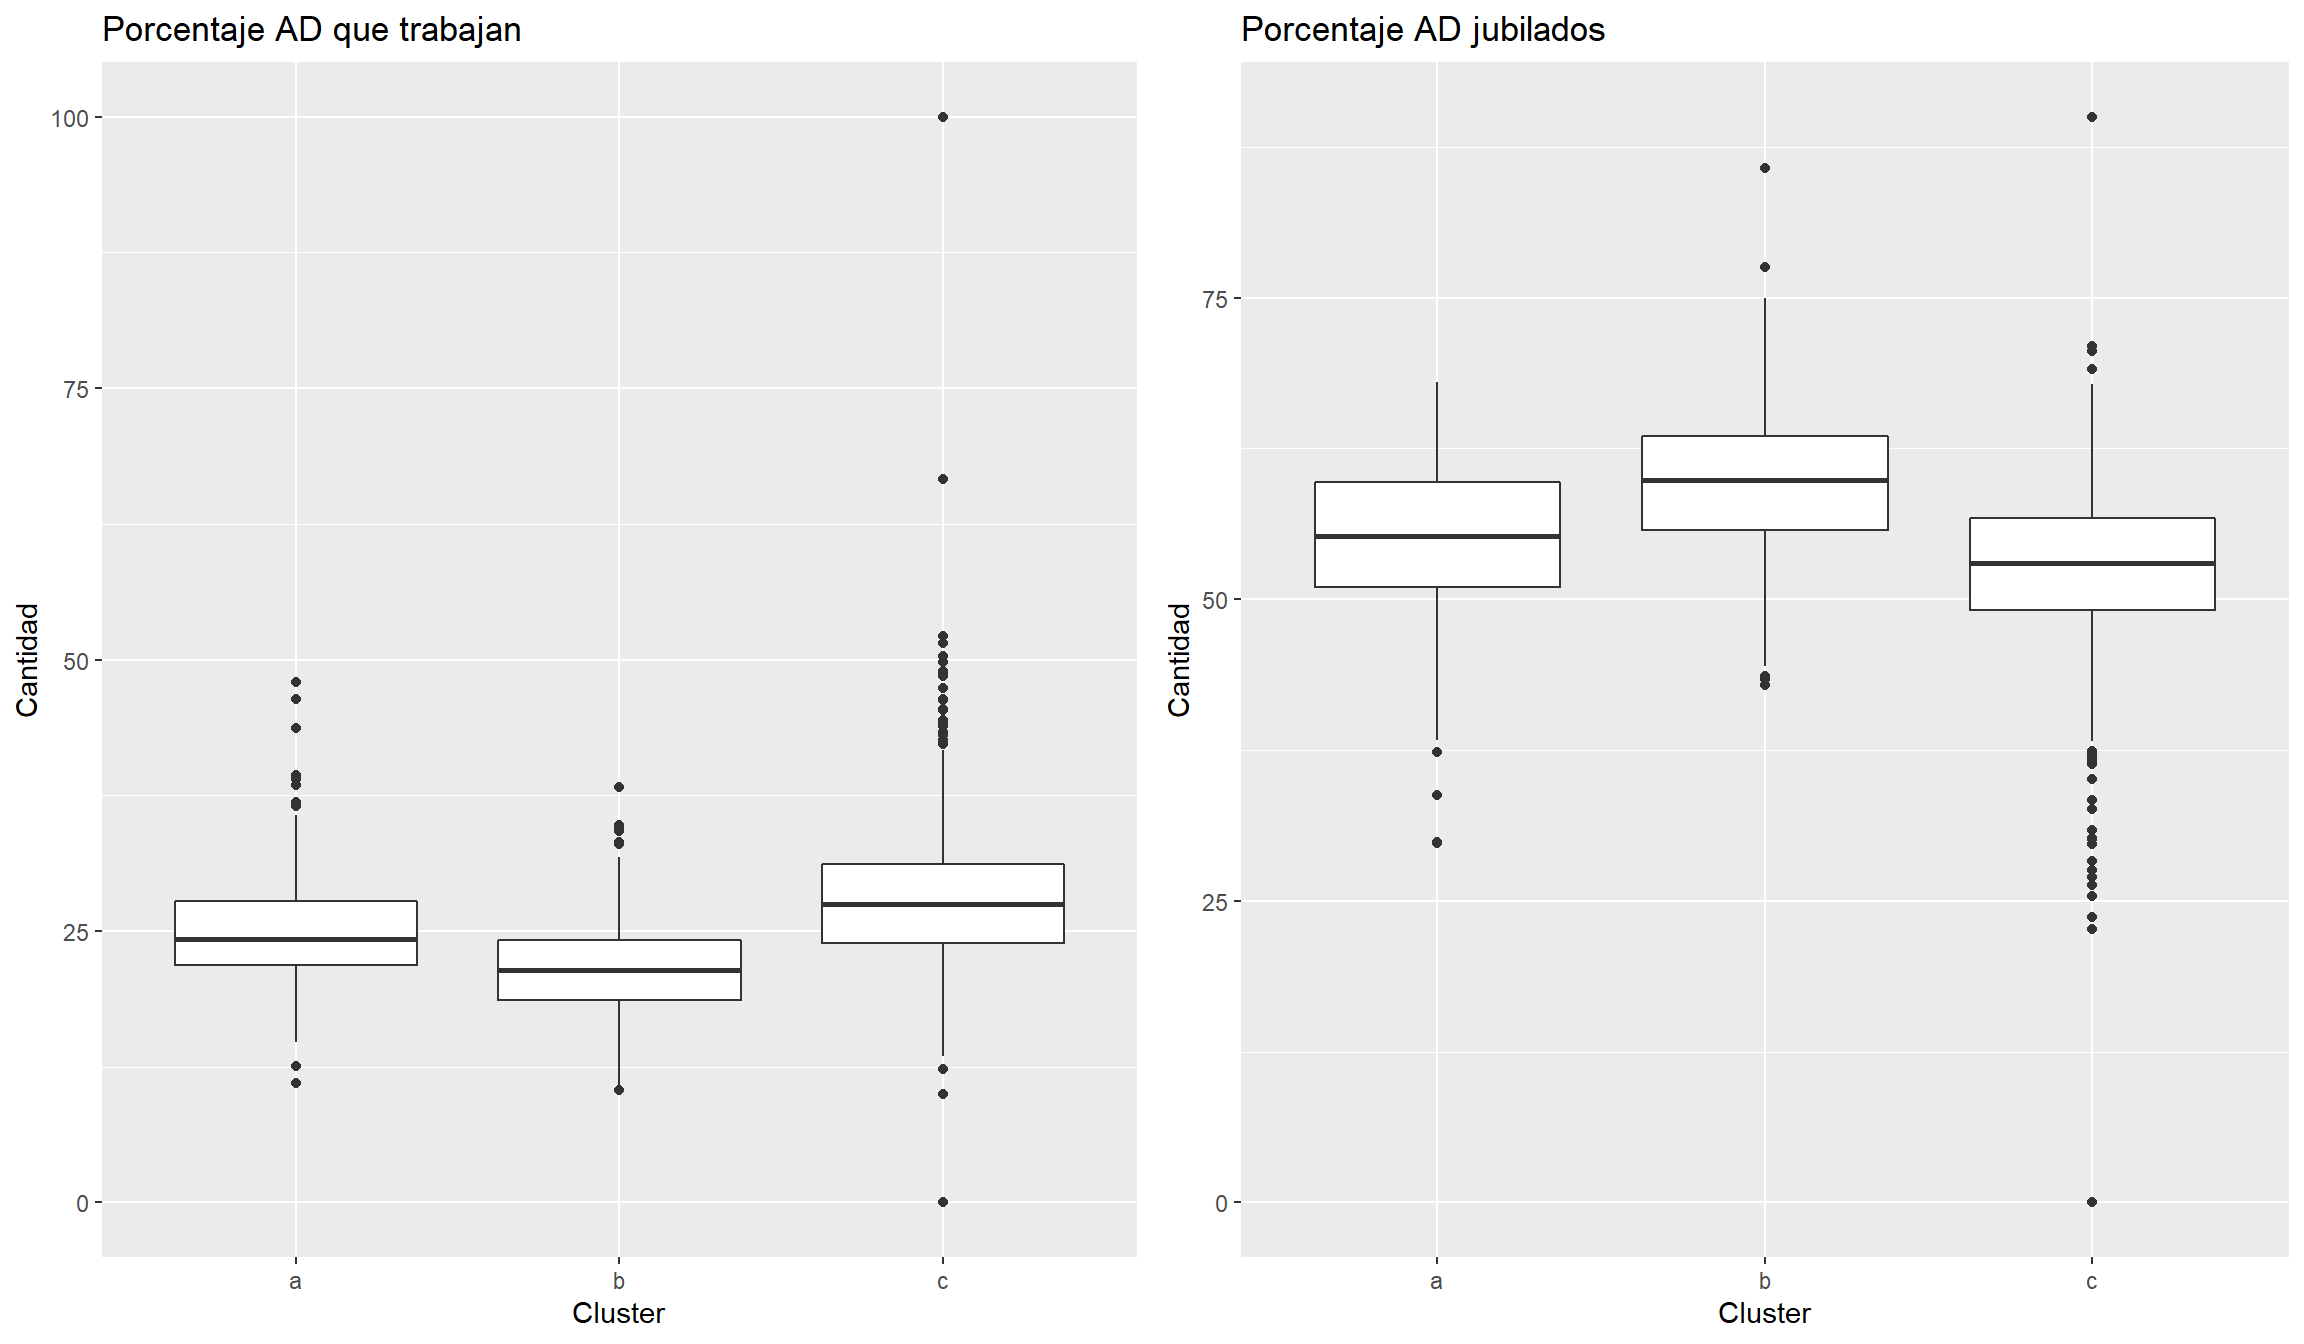 Porcentaje AD que trabajan
Cantidad
100
75
50
25
0
a b c
Cluster
Porcentaje AD jubilados
Cantidad
75
50
25
0
a b c
Cluster